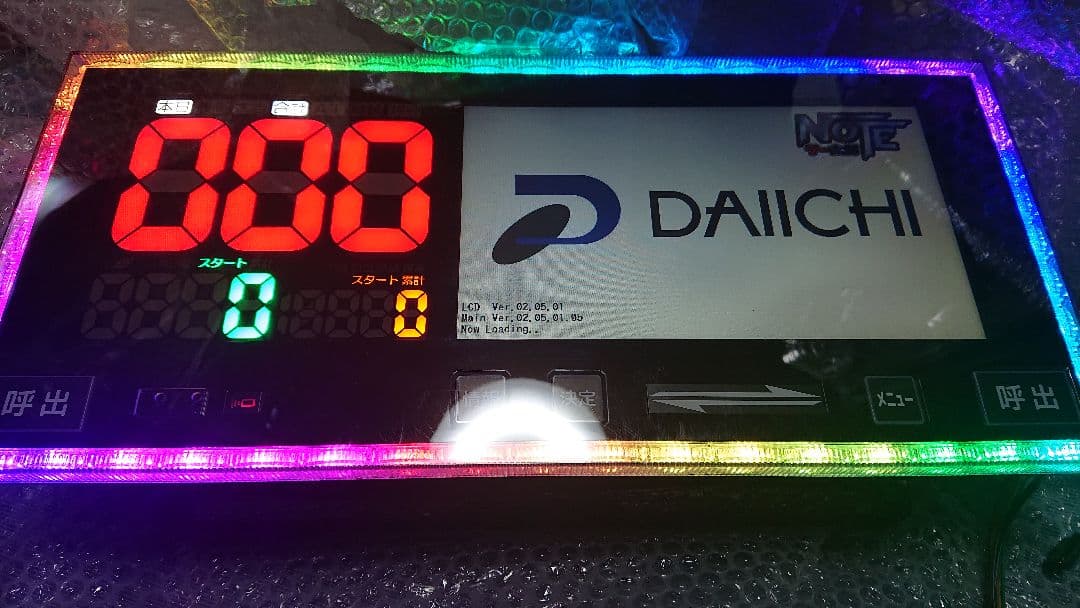 本日 合計
000
NOTE
DAIICHI
スタート
0
スタート累計
0
LCD Ver.02.05.01
Main Ver.02.05.01.05
Now Loading..
呼出
情報
決定
メニュー
呼出